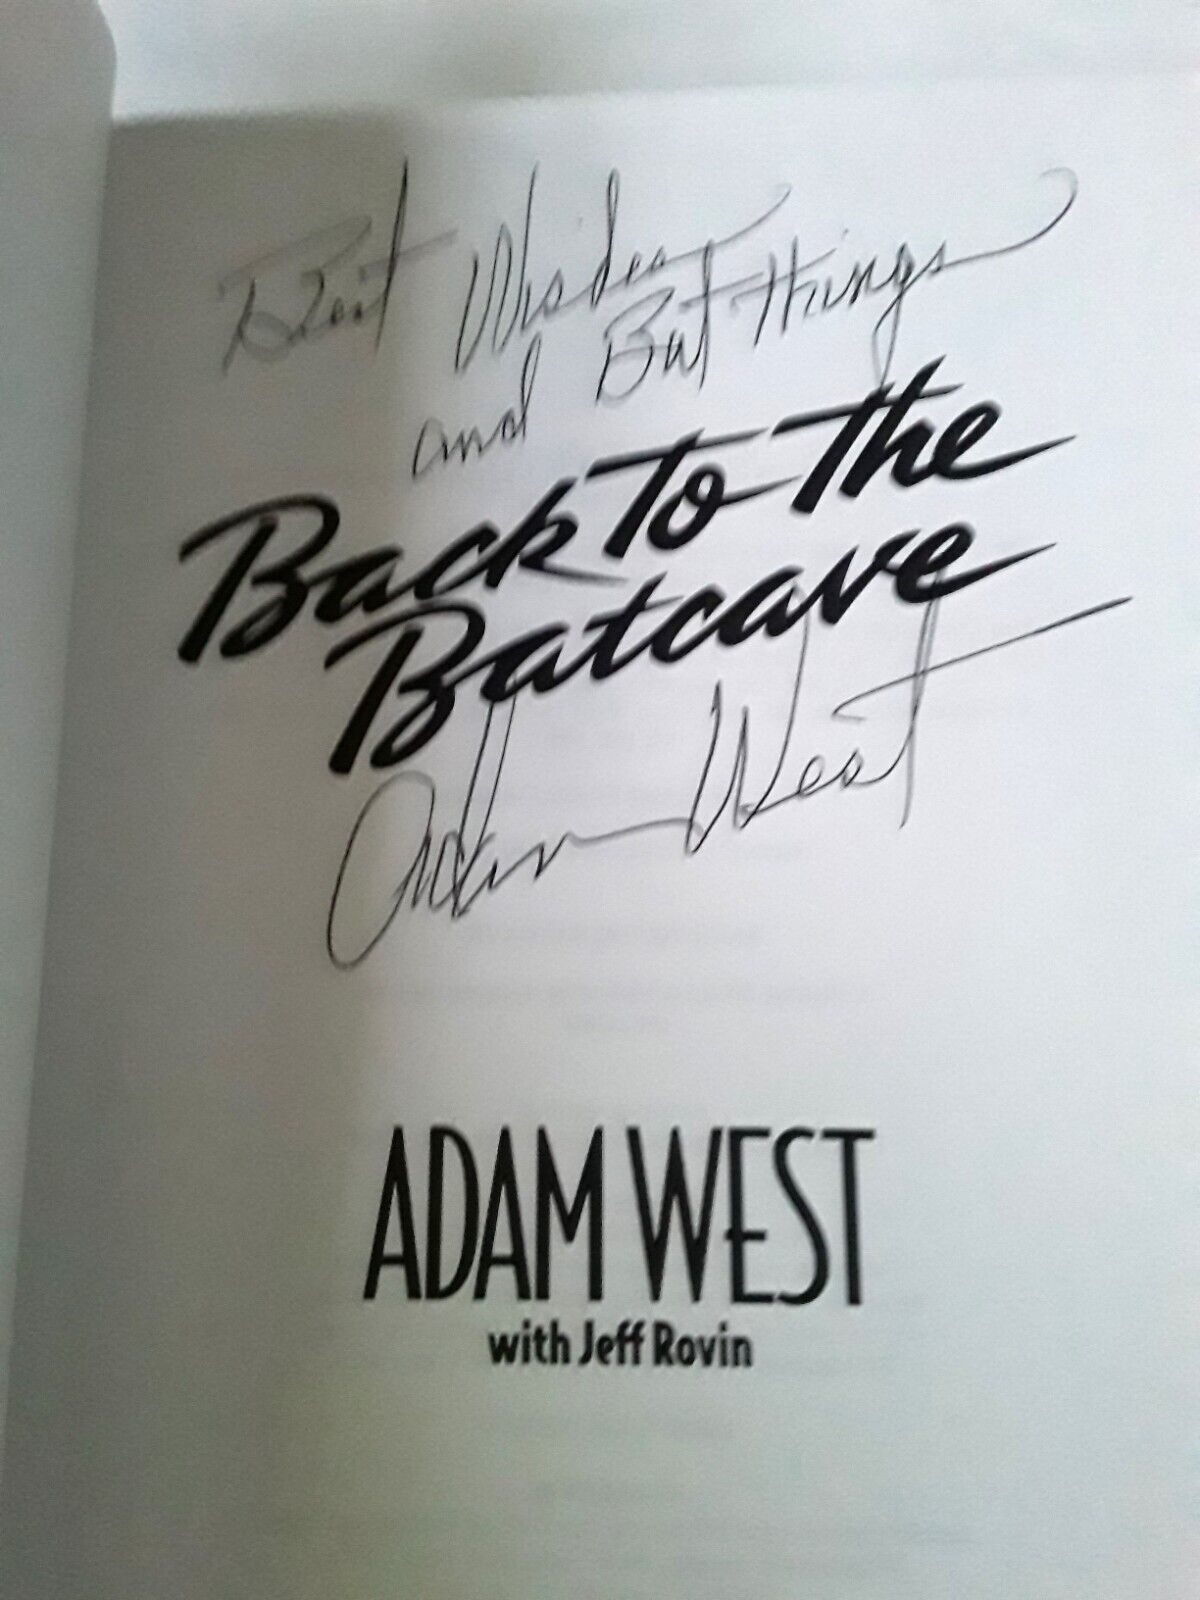 Best Wishes
and Bat Things
Back To The
Batcave
Adam West
ADAM WEST
with Jeff Rovin